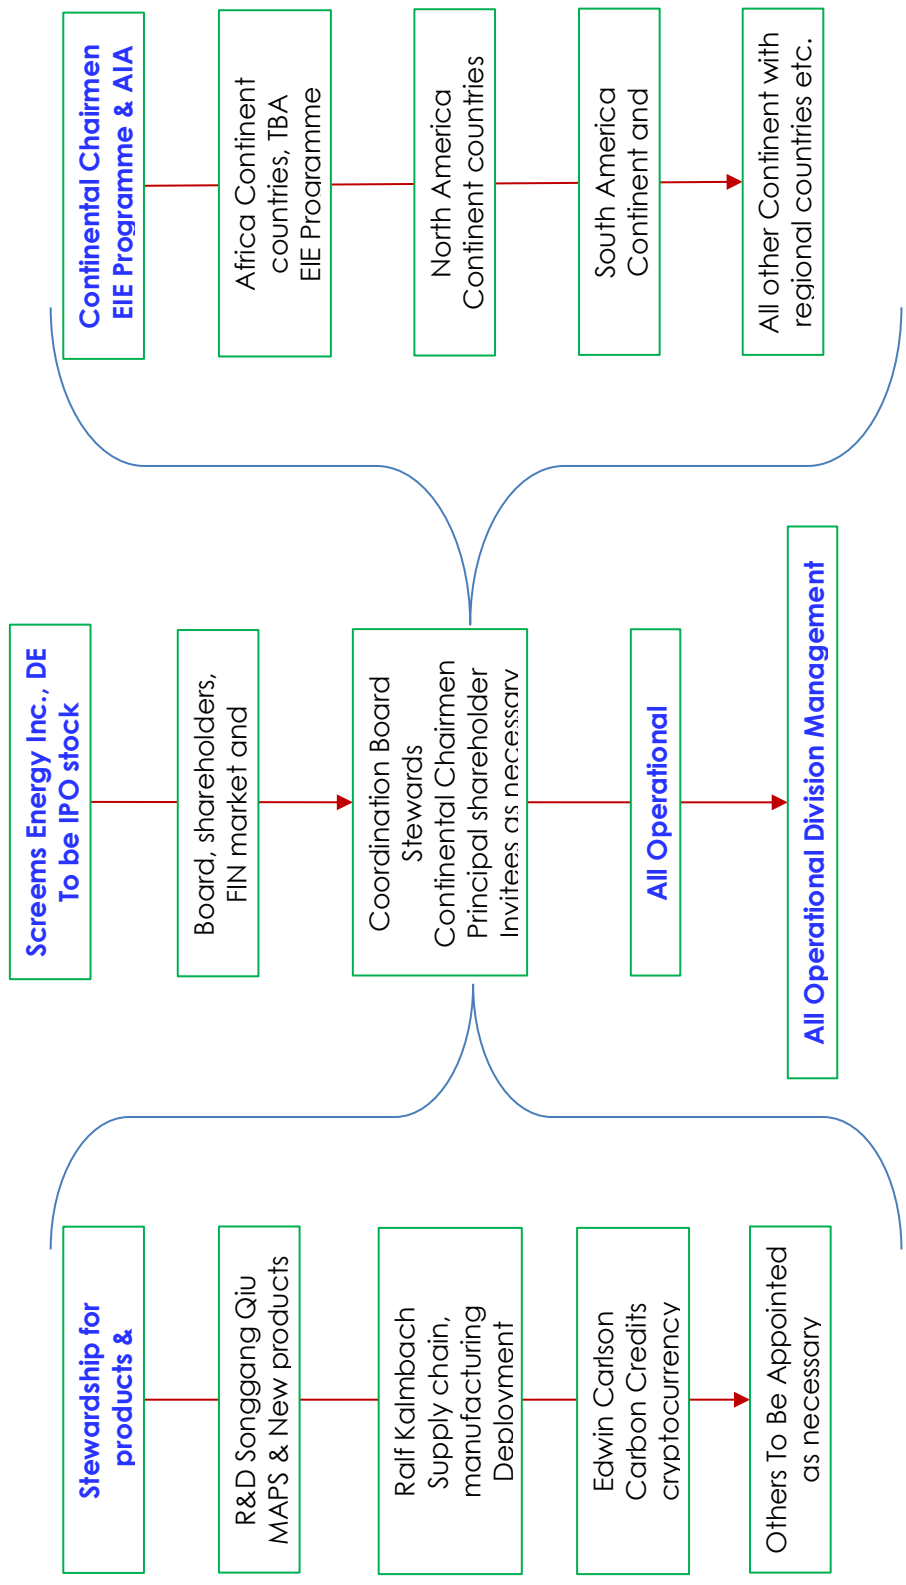 Stewardship for
products &
R&D Songgang Qiu
MAPS & New products
Ralf Kalmbach
Supply chain,
manufacturing
Deployment
Edwin Carlson
Carbon Credits
cryptocurrency
Others To Be Appointed
as necessary
Screems Energy Inc., DE
To be IPO stock
Board, shareholders,
FIN market and
Coordination Board
Stewards
Continental Chairmen
Principal shareholder
Invitees as necessary
All Operational
All Operational Division Management
Continental Chairmen
EIE Programme & AIA
Africa Continent
countries, TBA
EIE Programme
North America
Continent countries
South America
Continent and
All other Continent with
regional countries etc.